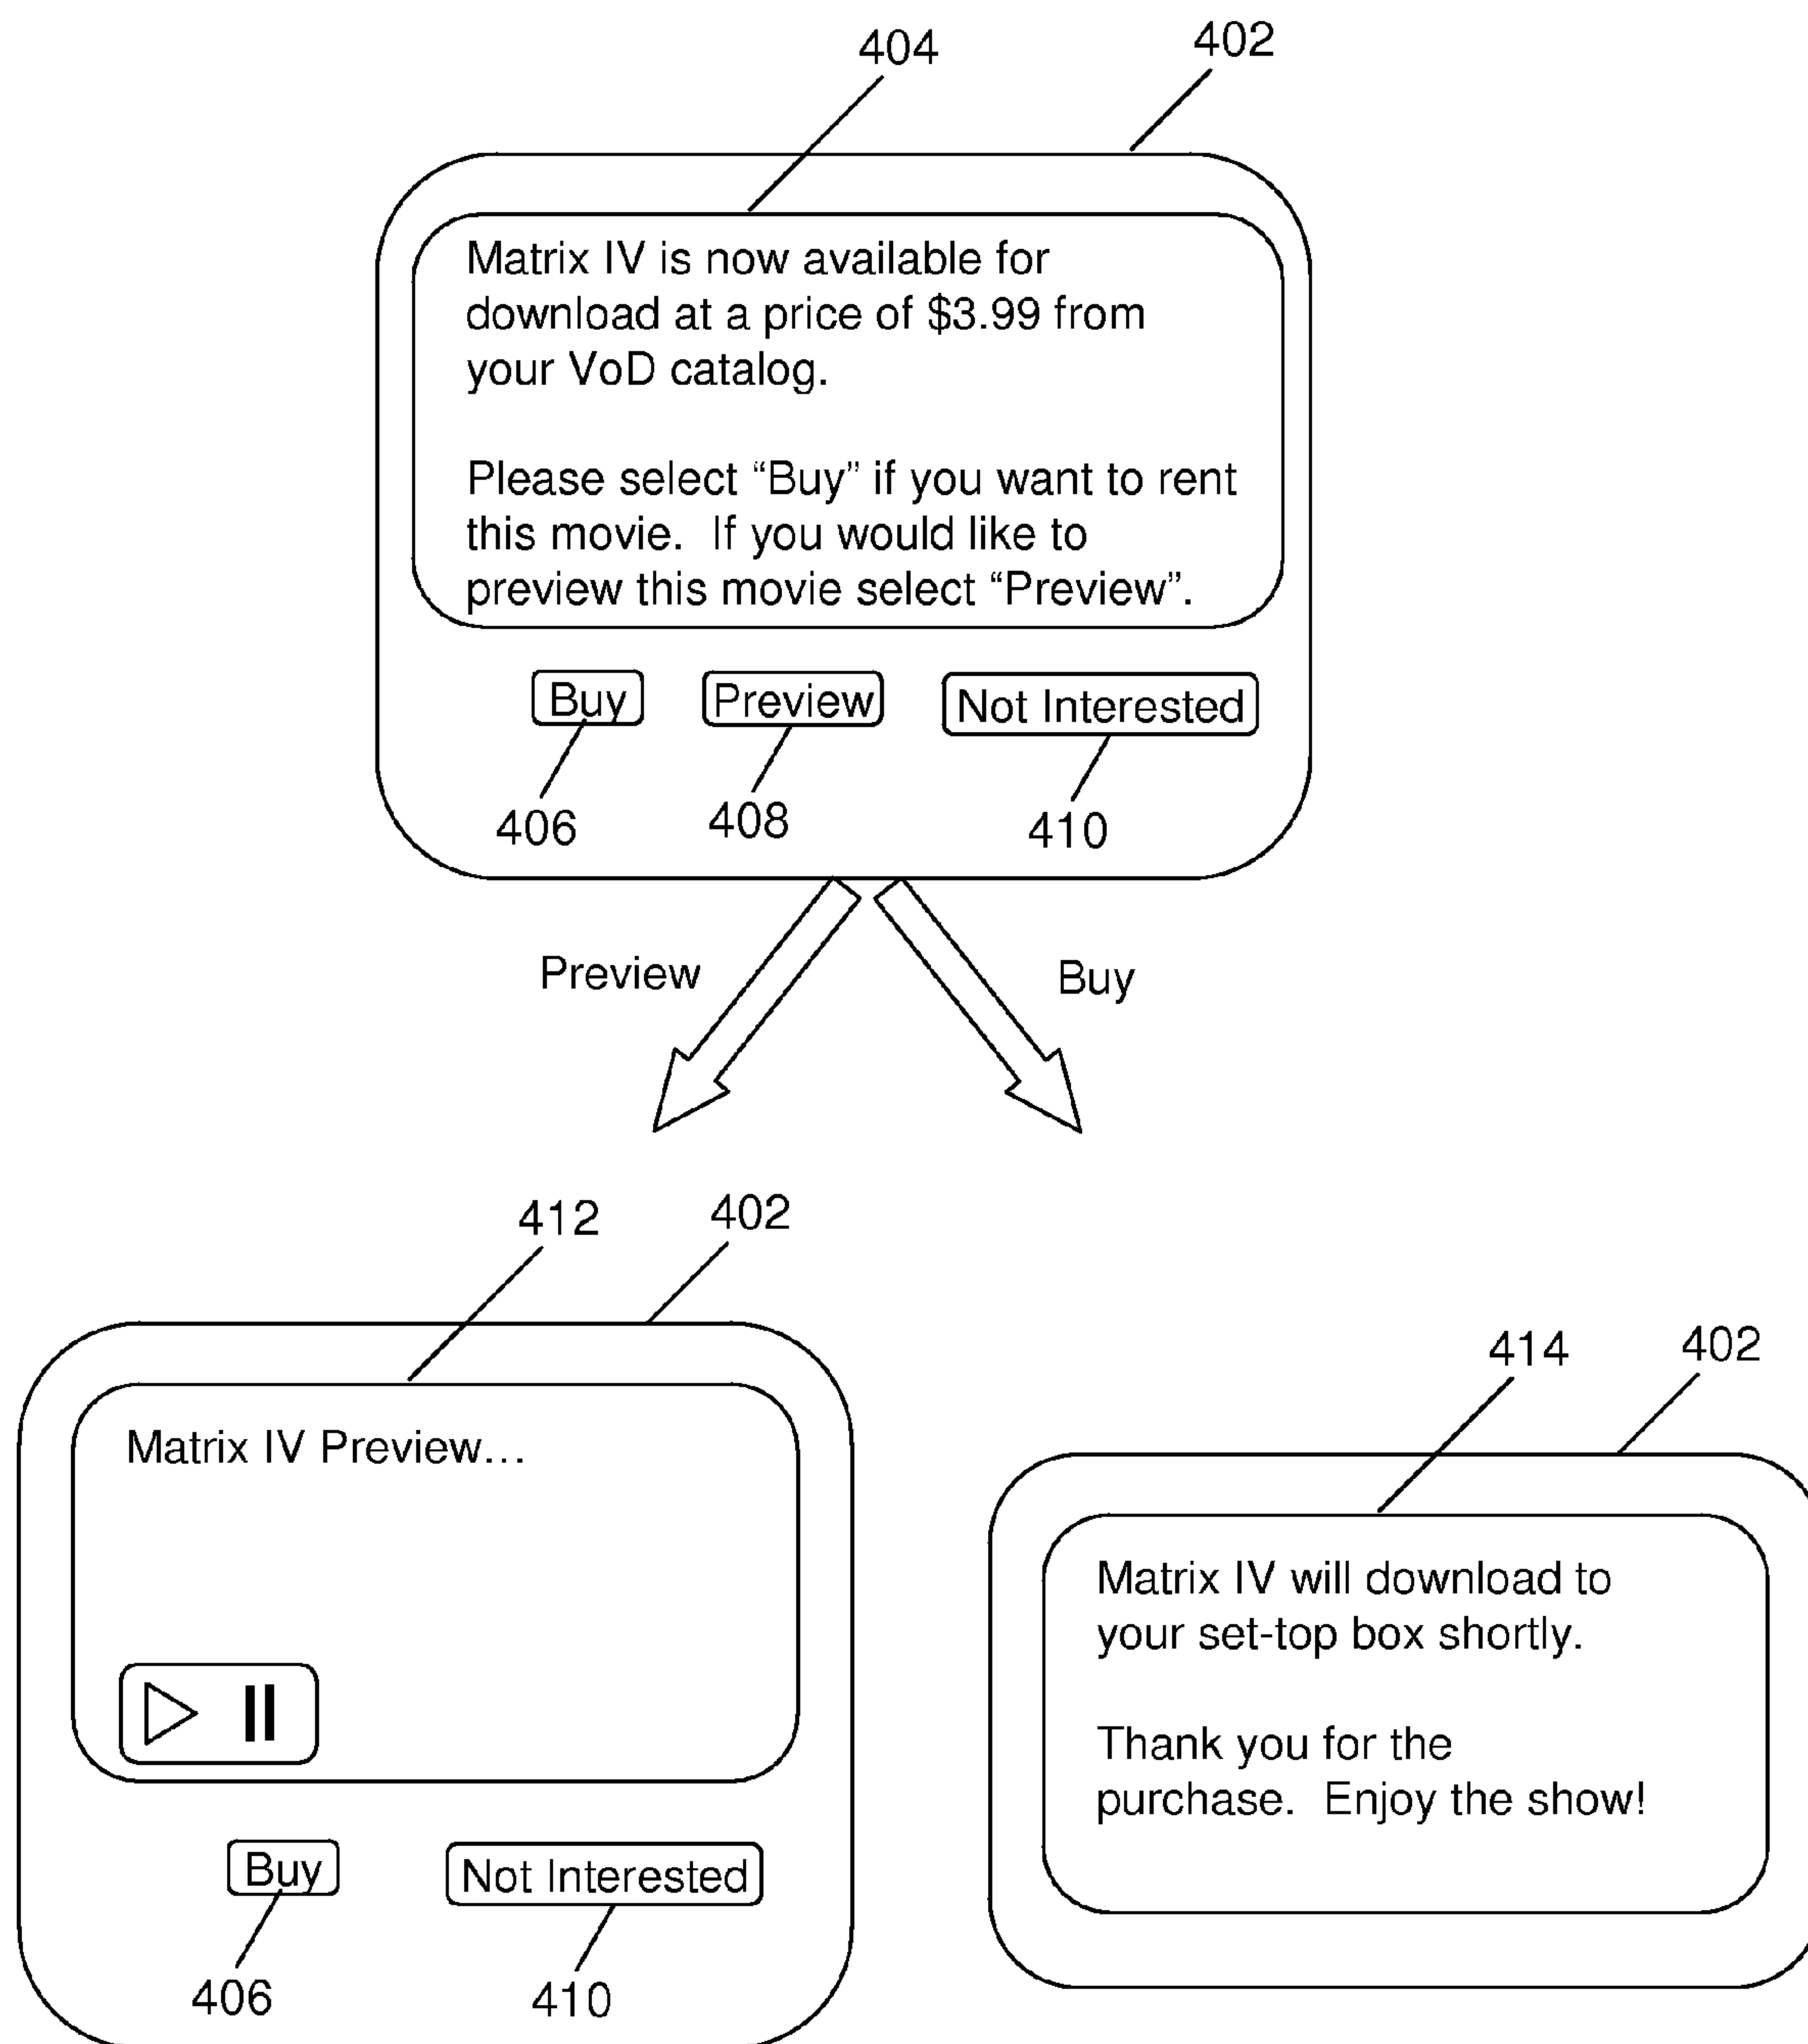 404
402
Matrix IV is now available for
download at a price of $3.99 from
your VoD catalog.
Please select “Buy” if you want to rent
this movie.  If you would like to
preview this movie select “Preview”.
Buy
Preview
Not Interested
406
408
410
Preview
Buy
412
402
Matrix IV Preview…
Buy
Not Interested
406
410
414
402
Matrix IV will download to
your set-top box shortly.
Thank you for the
purchase.  Enjoy the show!